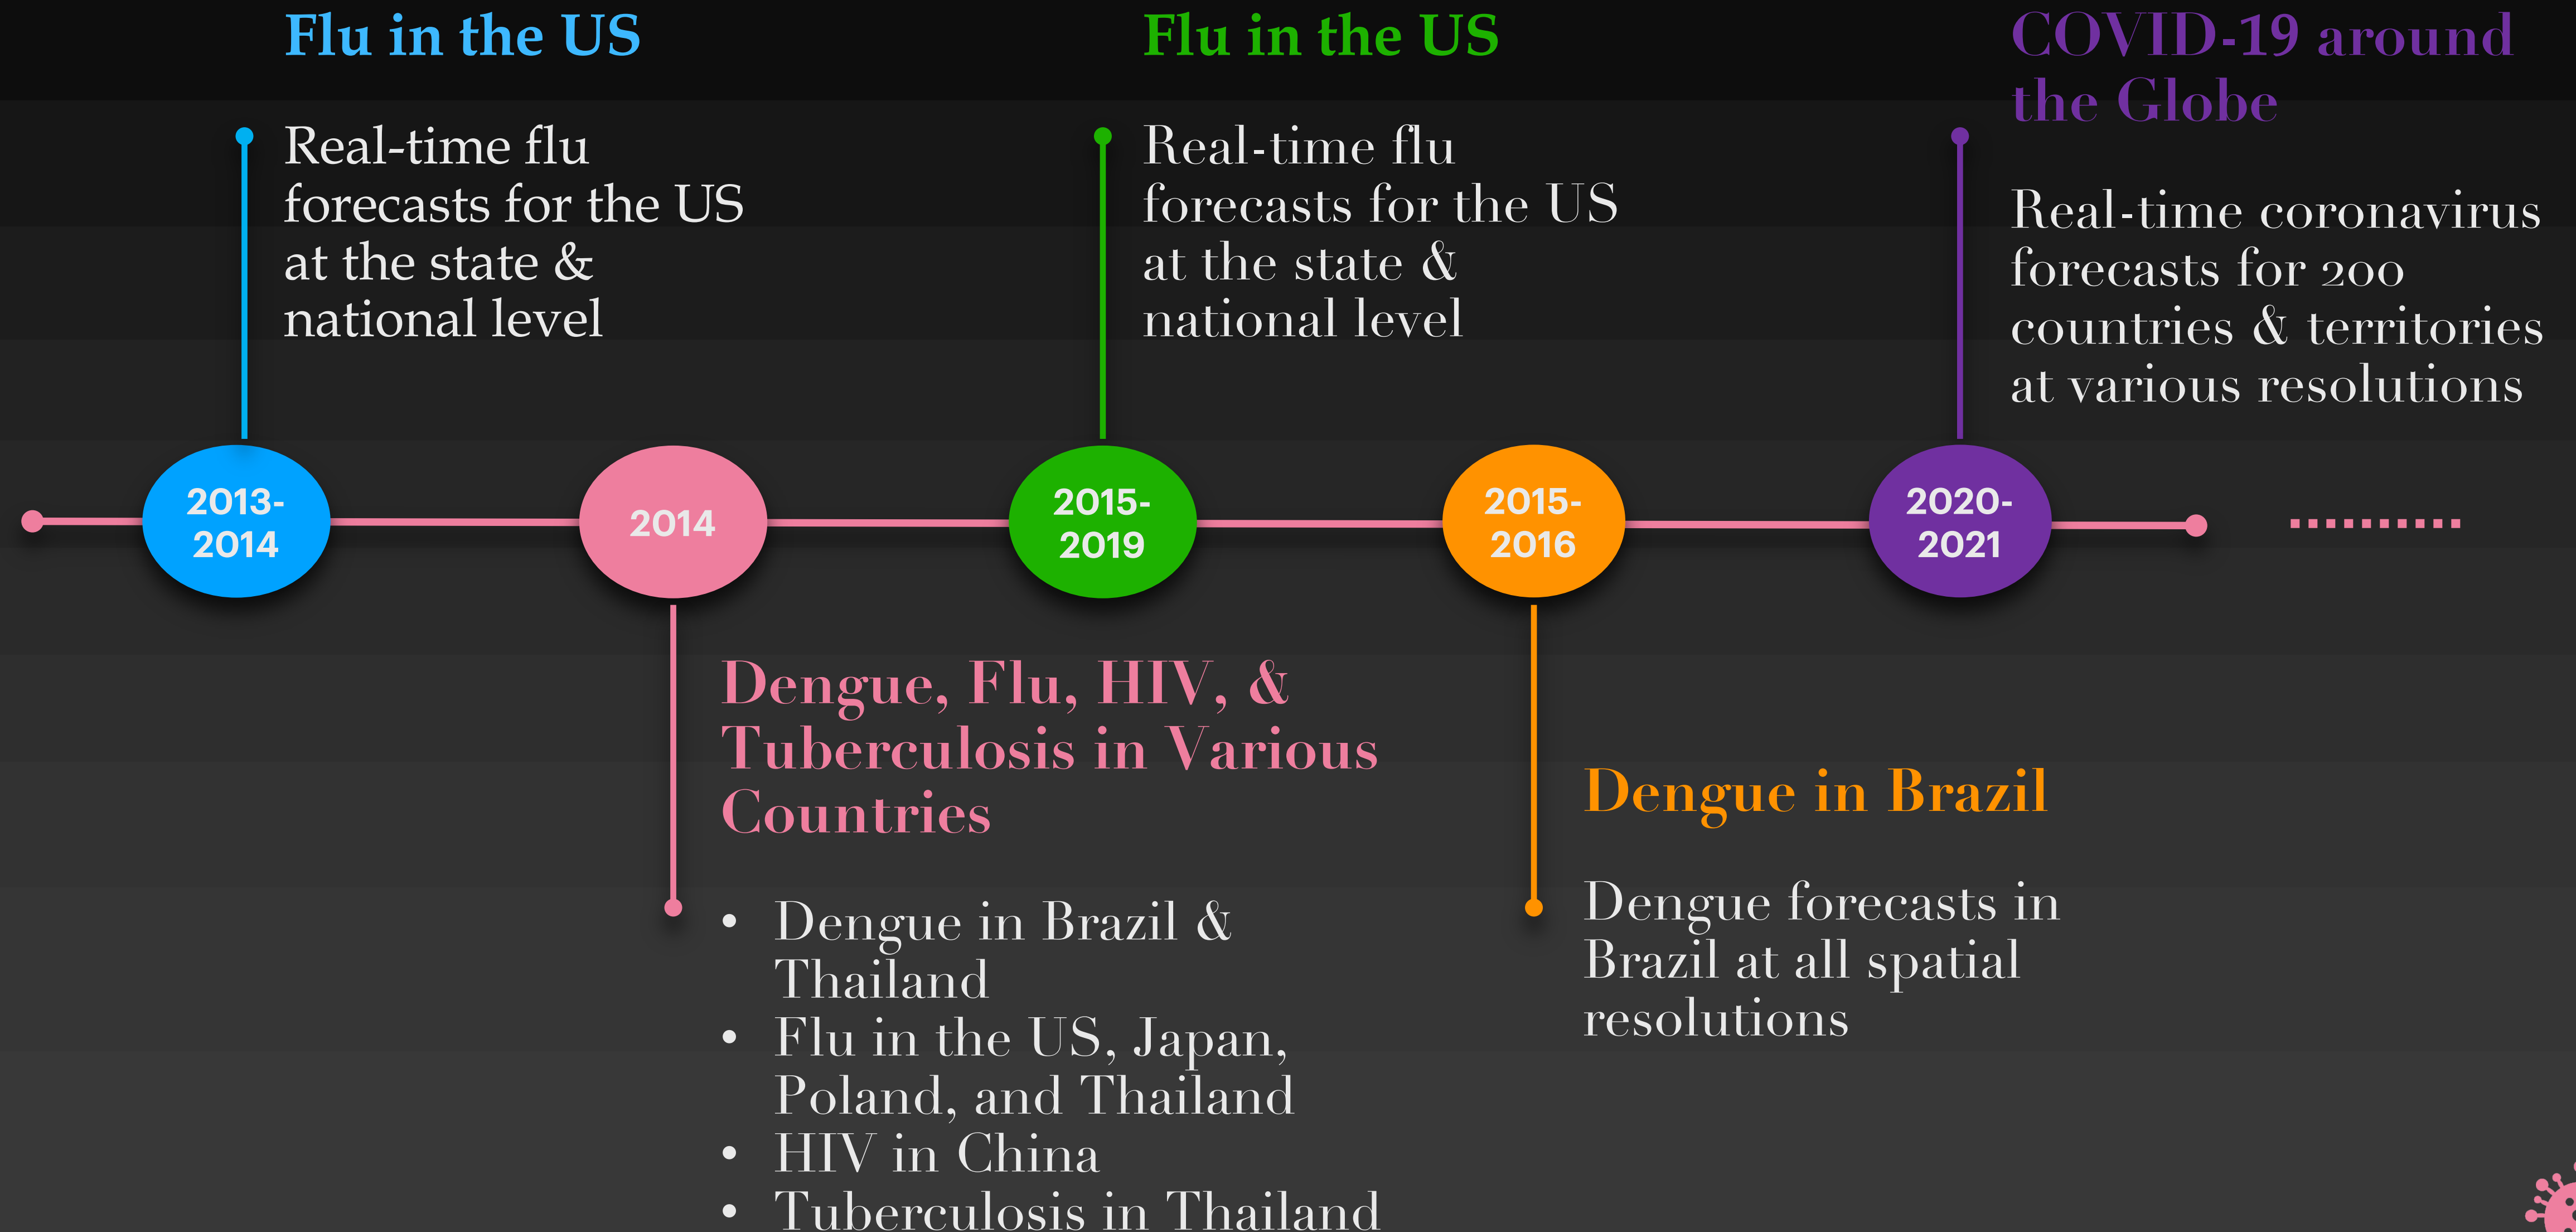 Flu in the US
Real-time flu
forecasts for the US
at the state &
national level
2013-
2014
2014
Dengue, Flu, HIV, &
Tuberculosis in Various
Countries
• Dengue in Brazil &
Thailand
• Flu in the US, Japan,
Poland, and Thailand
• HIV in China
• Tuberculosis in Thailand
Flu in the US
Real-time flu
forecasts for the US
at the state &
national level
2015-
2019
2015-
2016
Dengue in Brazil
Dengue forecasts in
Brazil at all spatial
resolutions
COVID-19 around
the Globe
Real-time coronavirus
forecasts for 200
countries & territories
at various resolutions
2020-
2021